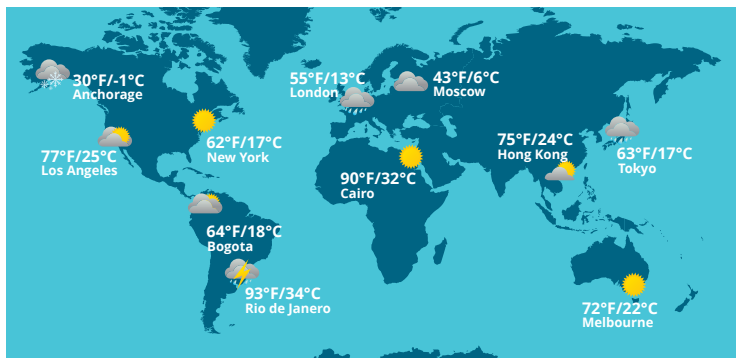 30°F/-1°C
Anchorage
55°F/13°C
London
43°F/6°C
Moscow
77°F/25°C
Los Angeles
62°F/17°C
New York
90°F/32°C
Cairo
75°F/24°C
Hong Kong
63°F/17°C
Tokyo
64°F/18°C
Bogota
93°F/34°C
Rio de Janero
72°F/22°C
Melbourne